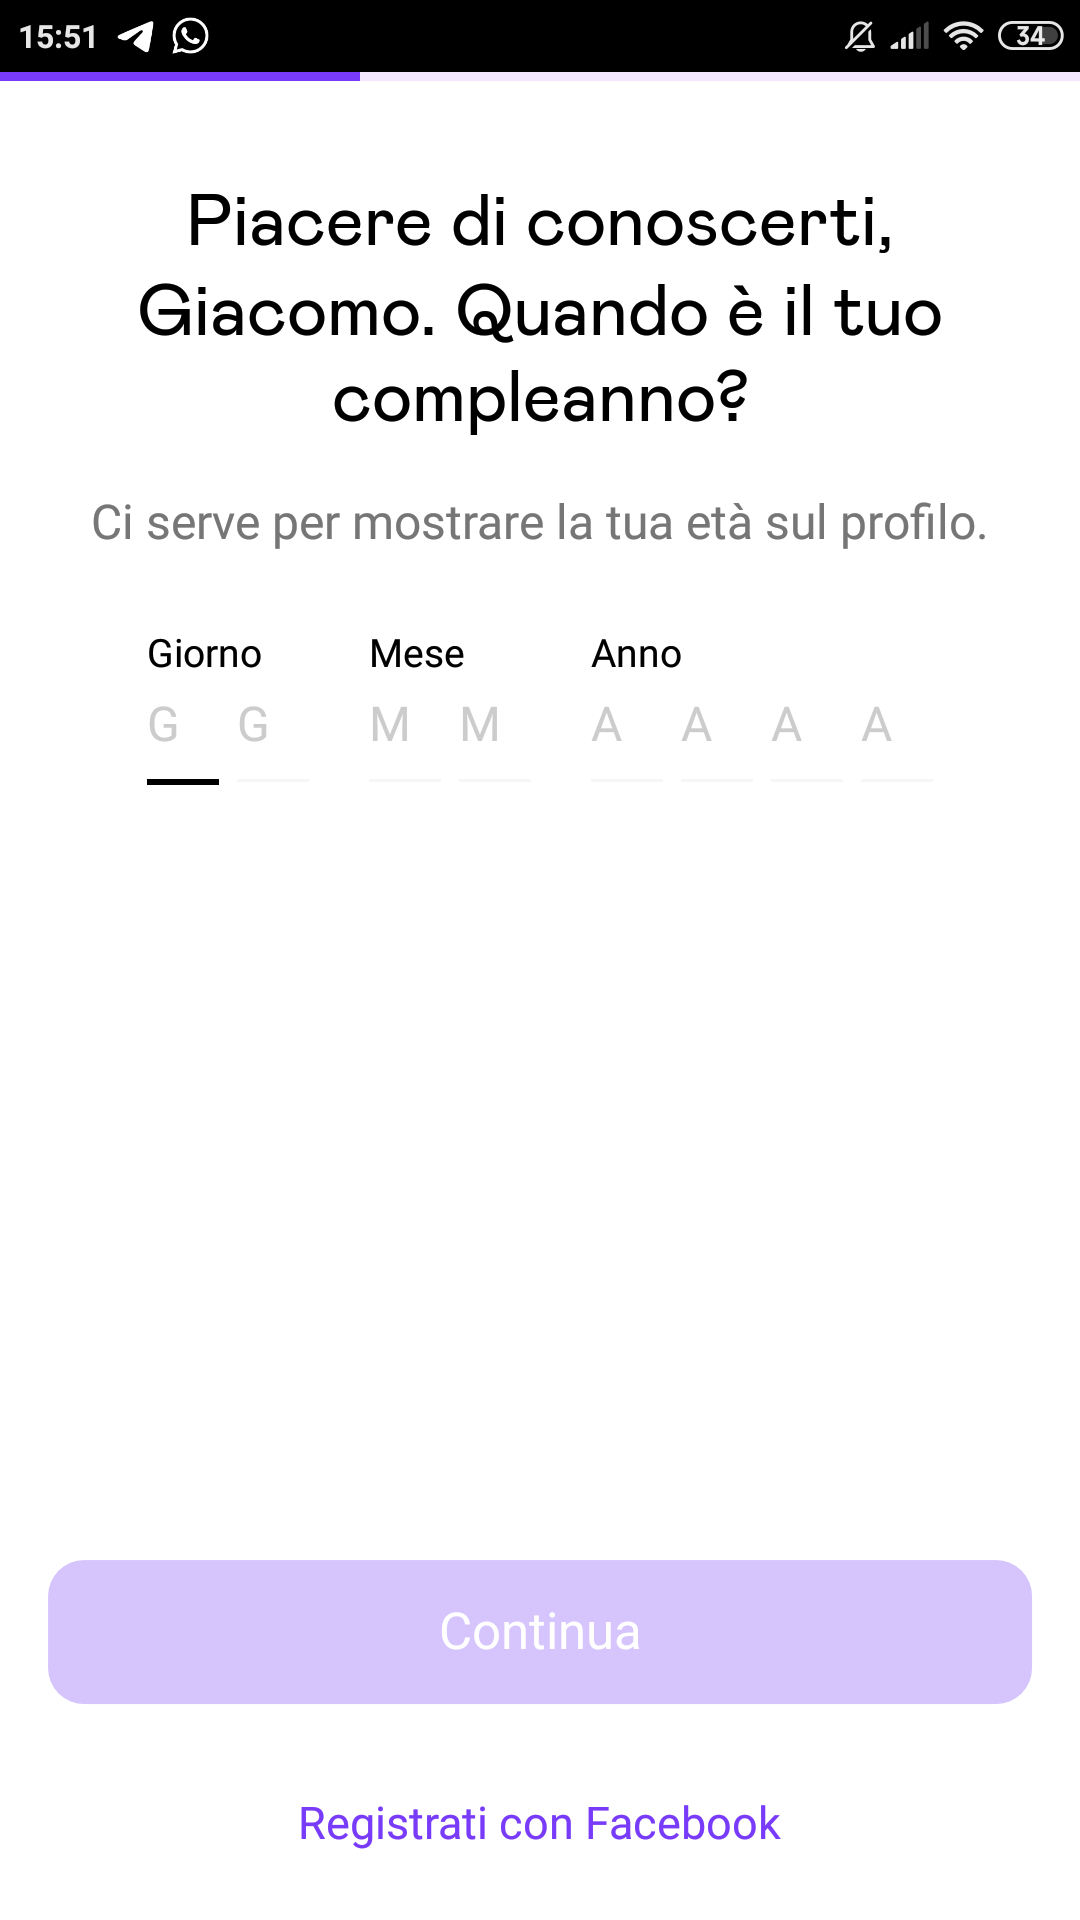 15:51 34
Piacere di conoscerti,
Giacomo. Quando è il tuo
compleanno?
Ci serve per mostrare la tua età sul profilo.
Giorno Mese Anno
G G M M A A A A
Continua
Registrati con Facebook